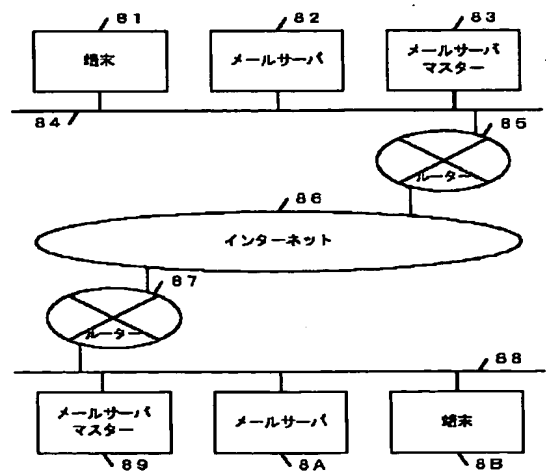 81
82
83
端末
メールサーバ
メールサーバ
マスター
84
85
ルーター
86
インターネット
87
ルーター
88
メールサーバ
マスター
メールサーバ
端末
89
8A
8B